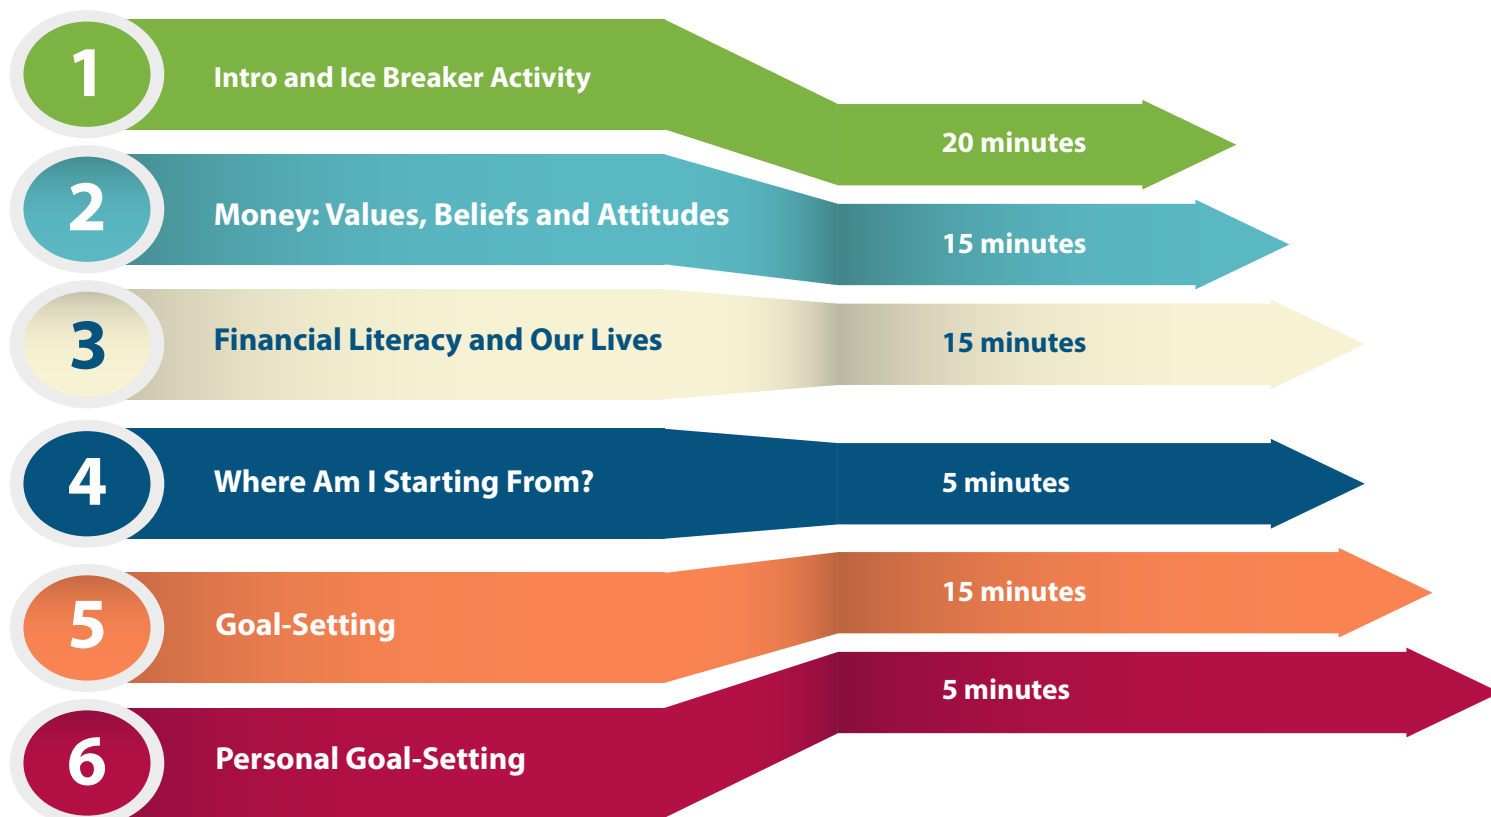 1
Intro and Ice Breaker Activity
20 minutes
2
Money: Values, Beliefs and Attitudes
15 minutes
3
Financial Literacy and Our Lives
15 minutes
4
Where Am I Starting From?
5 minutes
5
Goal-Setting
15 minutes
6
Personal Goal-Setting
5 minutes